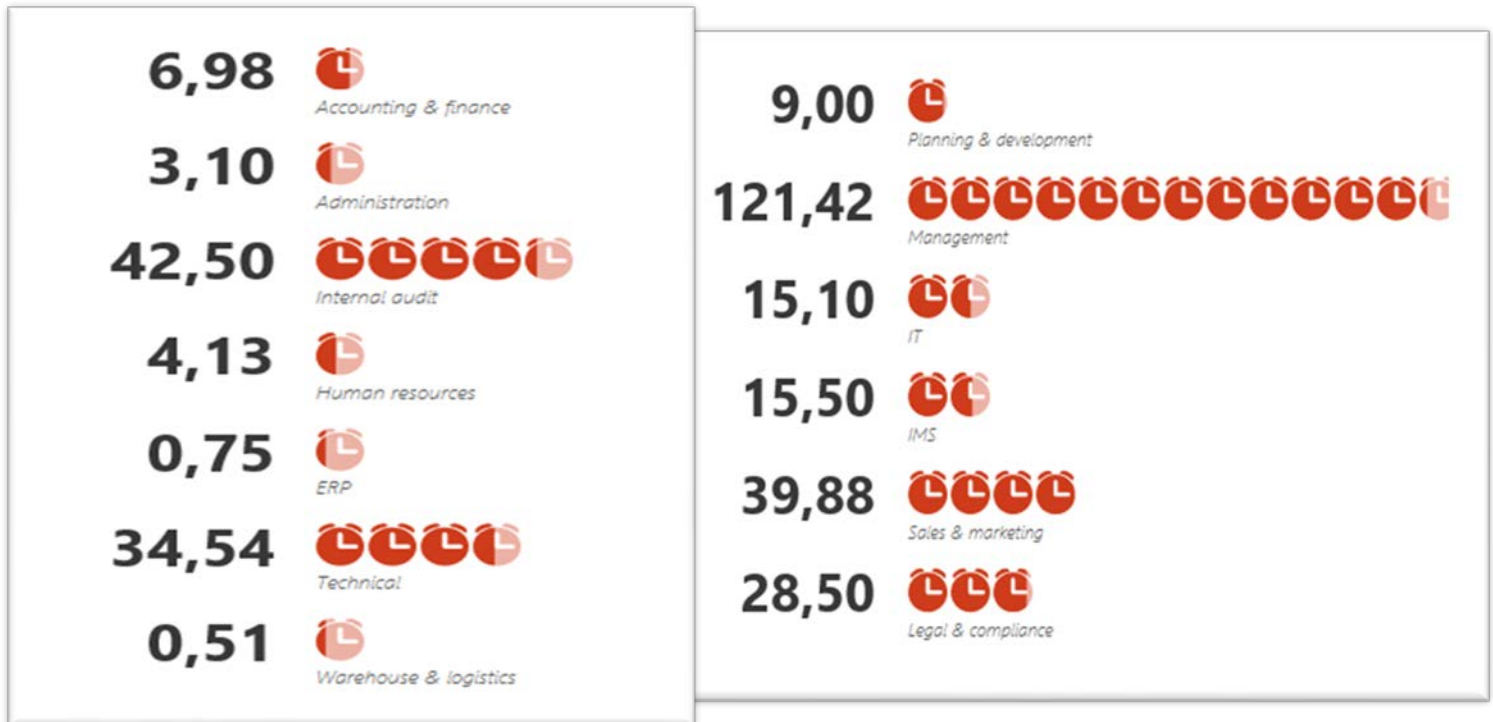 6,98
Accounting & finance
3,10
Administration
42,50
Internal audit
4,13
Human resources
0,75
ERP
34,54
Technical
0,51
Warehouse & logistics
9,00
Planning & development
121,42
Management
15,10
IT
15,50
IMS
39,88
Sales & marketing
28,50
Legal & compliance